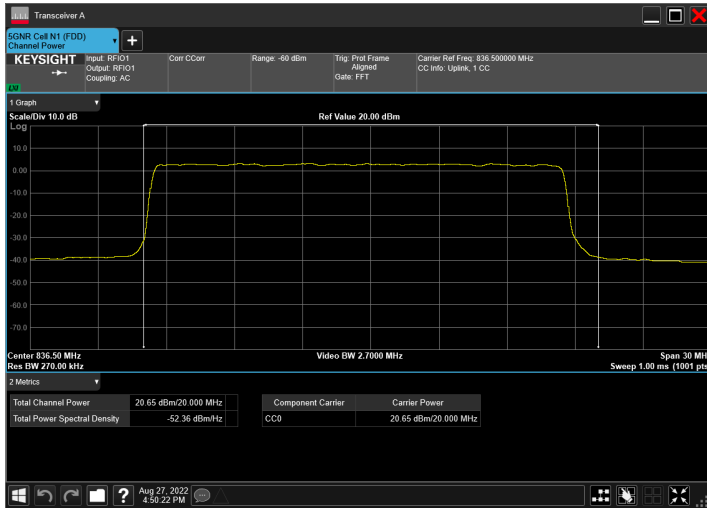 Transceiver A
5GNR Cell N1 (FDD)
Channel Power
KEYSIGHT
Input: RFIO1
Output: RFIO1
Coupling: AC
Corr CCorr
Range: -60 dBm
Trig: Prot Frame
Aligned
Gate: FFT
Carrier Ref Freq: 836.500000 MHz
CC Info: Uplink, 1 CC
LXI
1 Graph
Scale/Div 10.0 dB
Ref Value 20.00 dBm
Log
10.0
0.00
-10.0
-20.0
-30.0
-40.0
-50.0
-60.0
-70.0
Center 836.50 MHz
Video BW 2.7000 MHz
Span 30 MH
Res BW 270.00 kHz
Sweep 1.00 ms (1001 pts
2 Metrics
Total Channel Power 20.65 dBm/20.000 MHz
Total Power Spectral Density -52.36 dBm/Hz
Component Carrier Carrier Power
CC0 20.65 dBm/20.000 MHz
?
Aug 27, 2022
4:50:22 PM